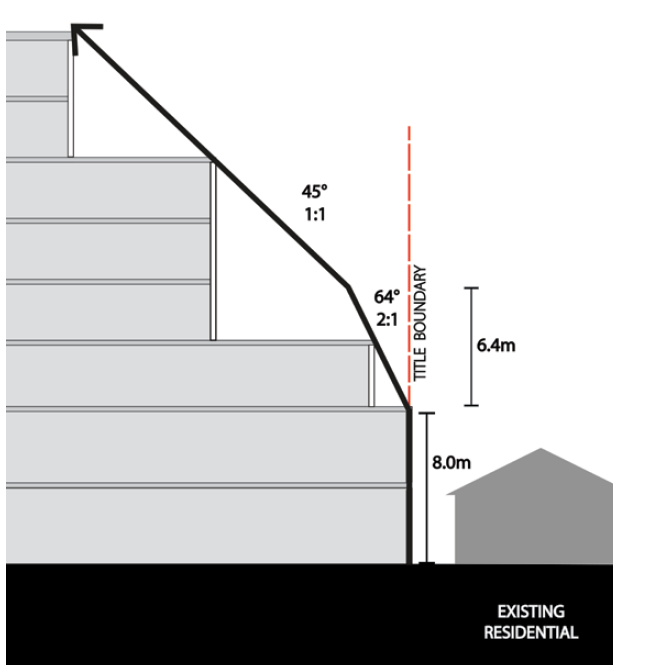 45°
1:1
64°
2:1
TITLE BOUNDARY
6.4m
8.0m
EXISTING
RESIDENTIAL